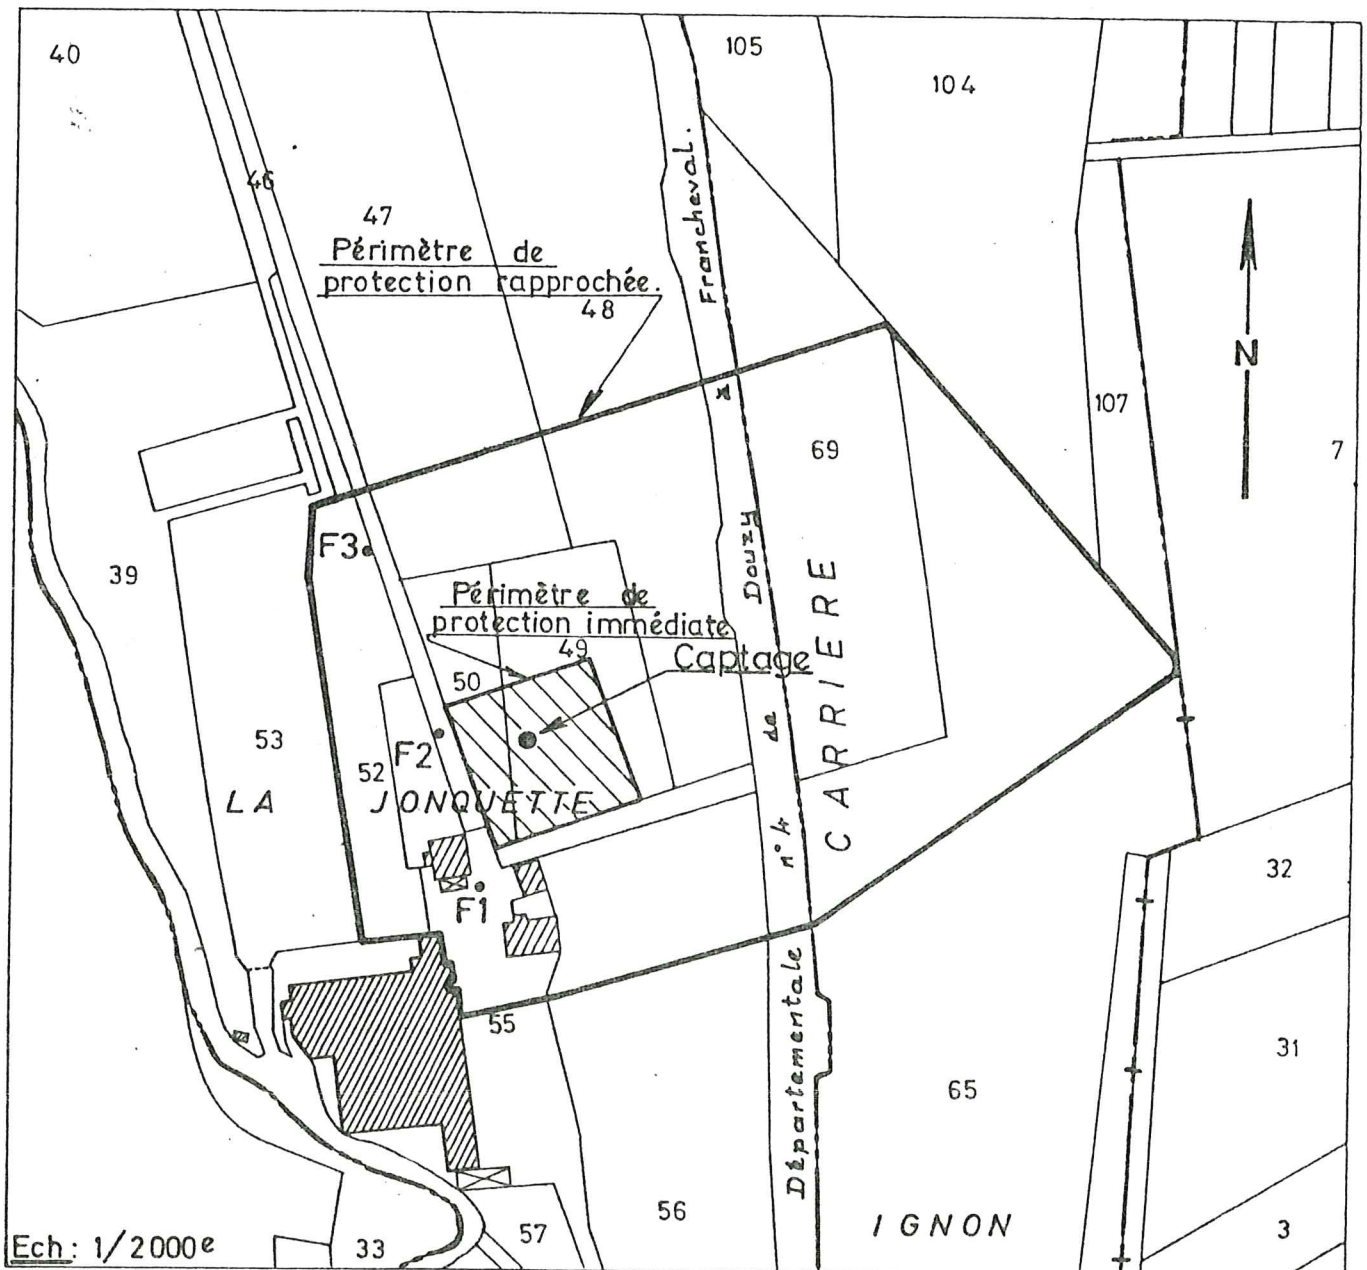 40
105
104
46
47
Périmètre de
protection rapprochée.
48
Départementale n°4 de Douzy à Francheval.
N
107
7
69
F3
39
Périmètre de
protection immédiate
49
Captage
50
CARRIERE
F2
53
52
LA JONQUETTE
F1
32
55
31
65
56
IGNON
57
3
33
Ech: 1/2000e